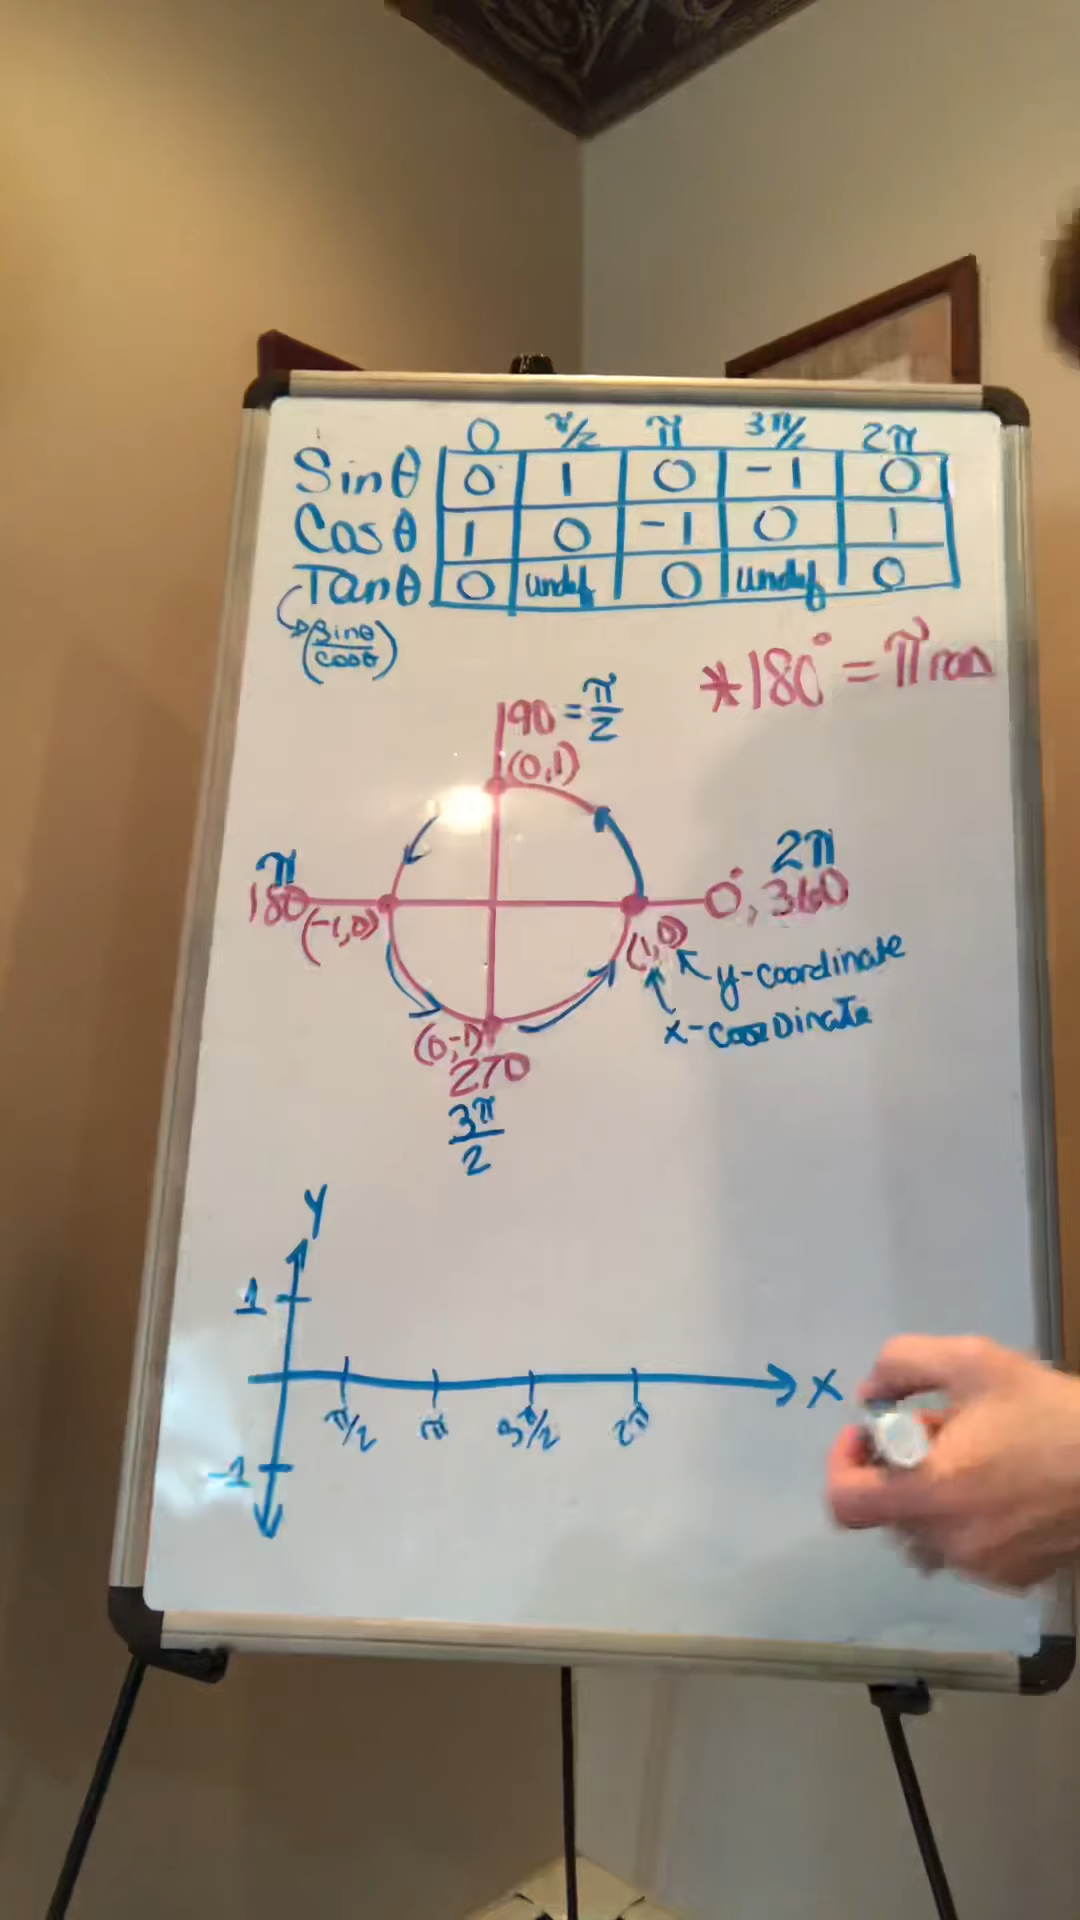 0 π/2 π 3π/2 2π
Sinθ 0 1 0 -1 0
Cosθ 1 0 -1 0 1
Tanθ 0 undef 0 undef 0
(sinθ/cosθ)
*180° = π rad
90 = π/2
(0,1)
π
180
(-1,0)
2π
0°, 360
(1,0)
y-coordinate
x-coordinate
(0,-1)
270
3π/2
Y
1
X
π/2 π 3π/2 2π
-1